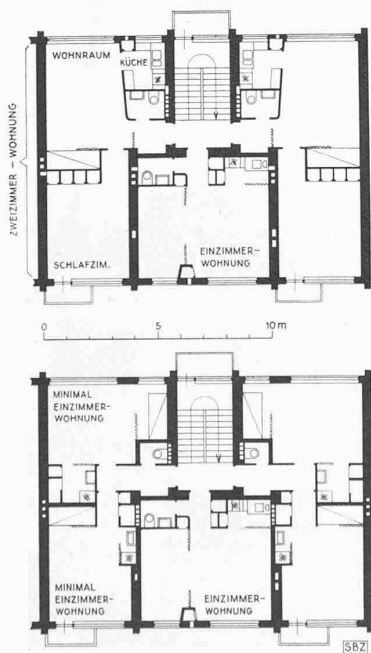 WOHNRAUM
KÜCHE
ZWEIZIMMER-WOHNUNG
SCHLAFZIM.
EINZIMMER-
WOHNUNG
0 5 10 m
MINIMAL
EINZIMMER-
WOHNUNG
MINIMAL
EINZIMMER-
WOHNUNG
EINZIMMER-
WOHNUNG
SBZ